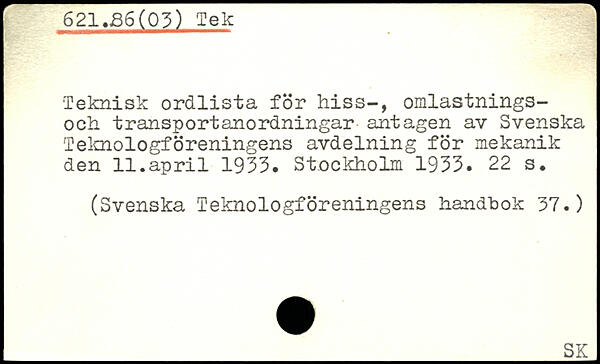 621.86(03) Tek
Teknisk ordlista för hiss-, omlastnings-
och transportanordningar antagen av Svenska
Teknologföreningens avdelning för mekanik
den 11.april 1933. Stockholm 1933. 22 s.
(Svenska Teknologföreningens handbok 37.)
SK